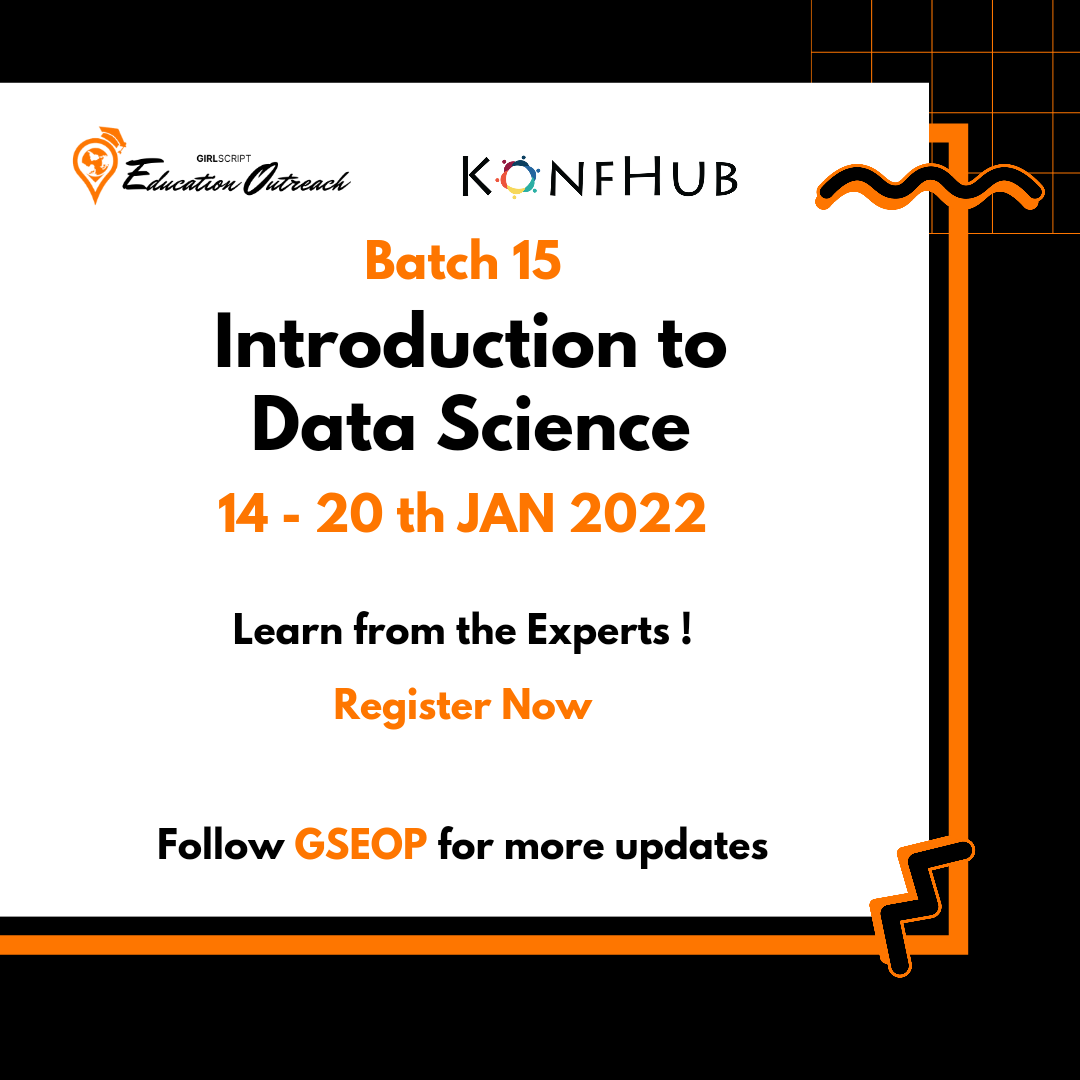 GIRLSCRIPT
Education Outreach
KONFHUB
Batch 15
Introduction to
Data Science
14 - 20 th JAN 2022
Learn from the Experts !
Register Now
Follow GSEOP for more updates